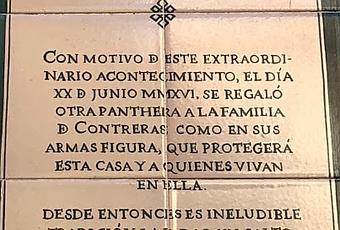 CON MOTIVO D ESTE EXTRAORDI-
NARIO ACONTECIMIENTO, EL DÍA
XX D JUNIO MMXVI, SE REGALÓ
OTRA PANTHERA A LA FAMILIA
D CONTRERAS, COMO EN SUS
ARMAS FIGURA, QUE PROTEGERÁ
ESTA CASA Y A QUIENES VIVAN
EN ELLA.
DESDE ENTONCES ES INELUDIBLE